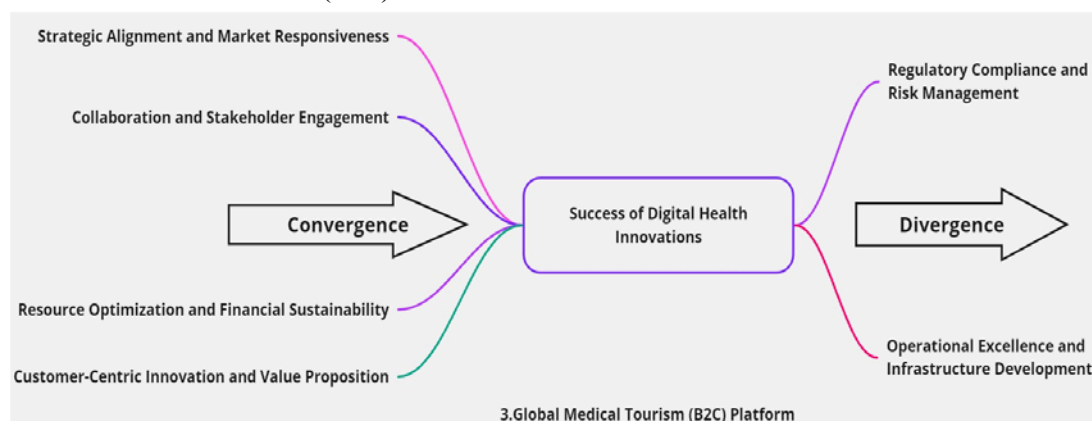 Strategic Alignment and Market Responsiveness
Collaboration and Stakeholder Engagement
Convergence
Resource Optimization and Financial Sustainability
Customer-Centric Innovation and Value Proposition
Success of Digital Health
Innovations
Regulatory Compliance and
Risk Management
Divergence
Operational Excellence and
Infrastructure Development
3.Global Medical Tourism (B2C) Platform